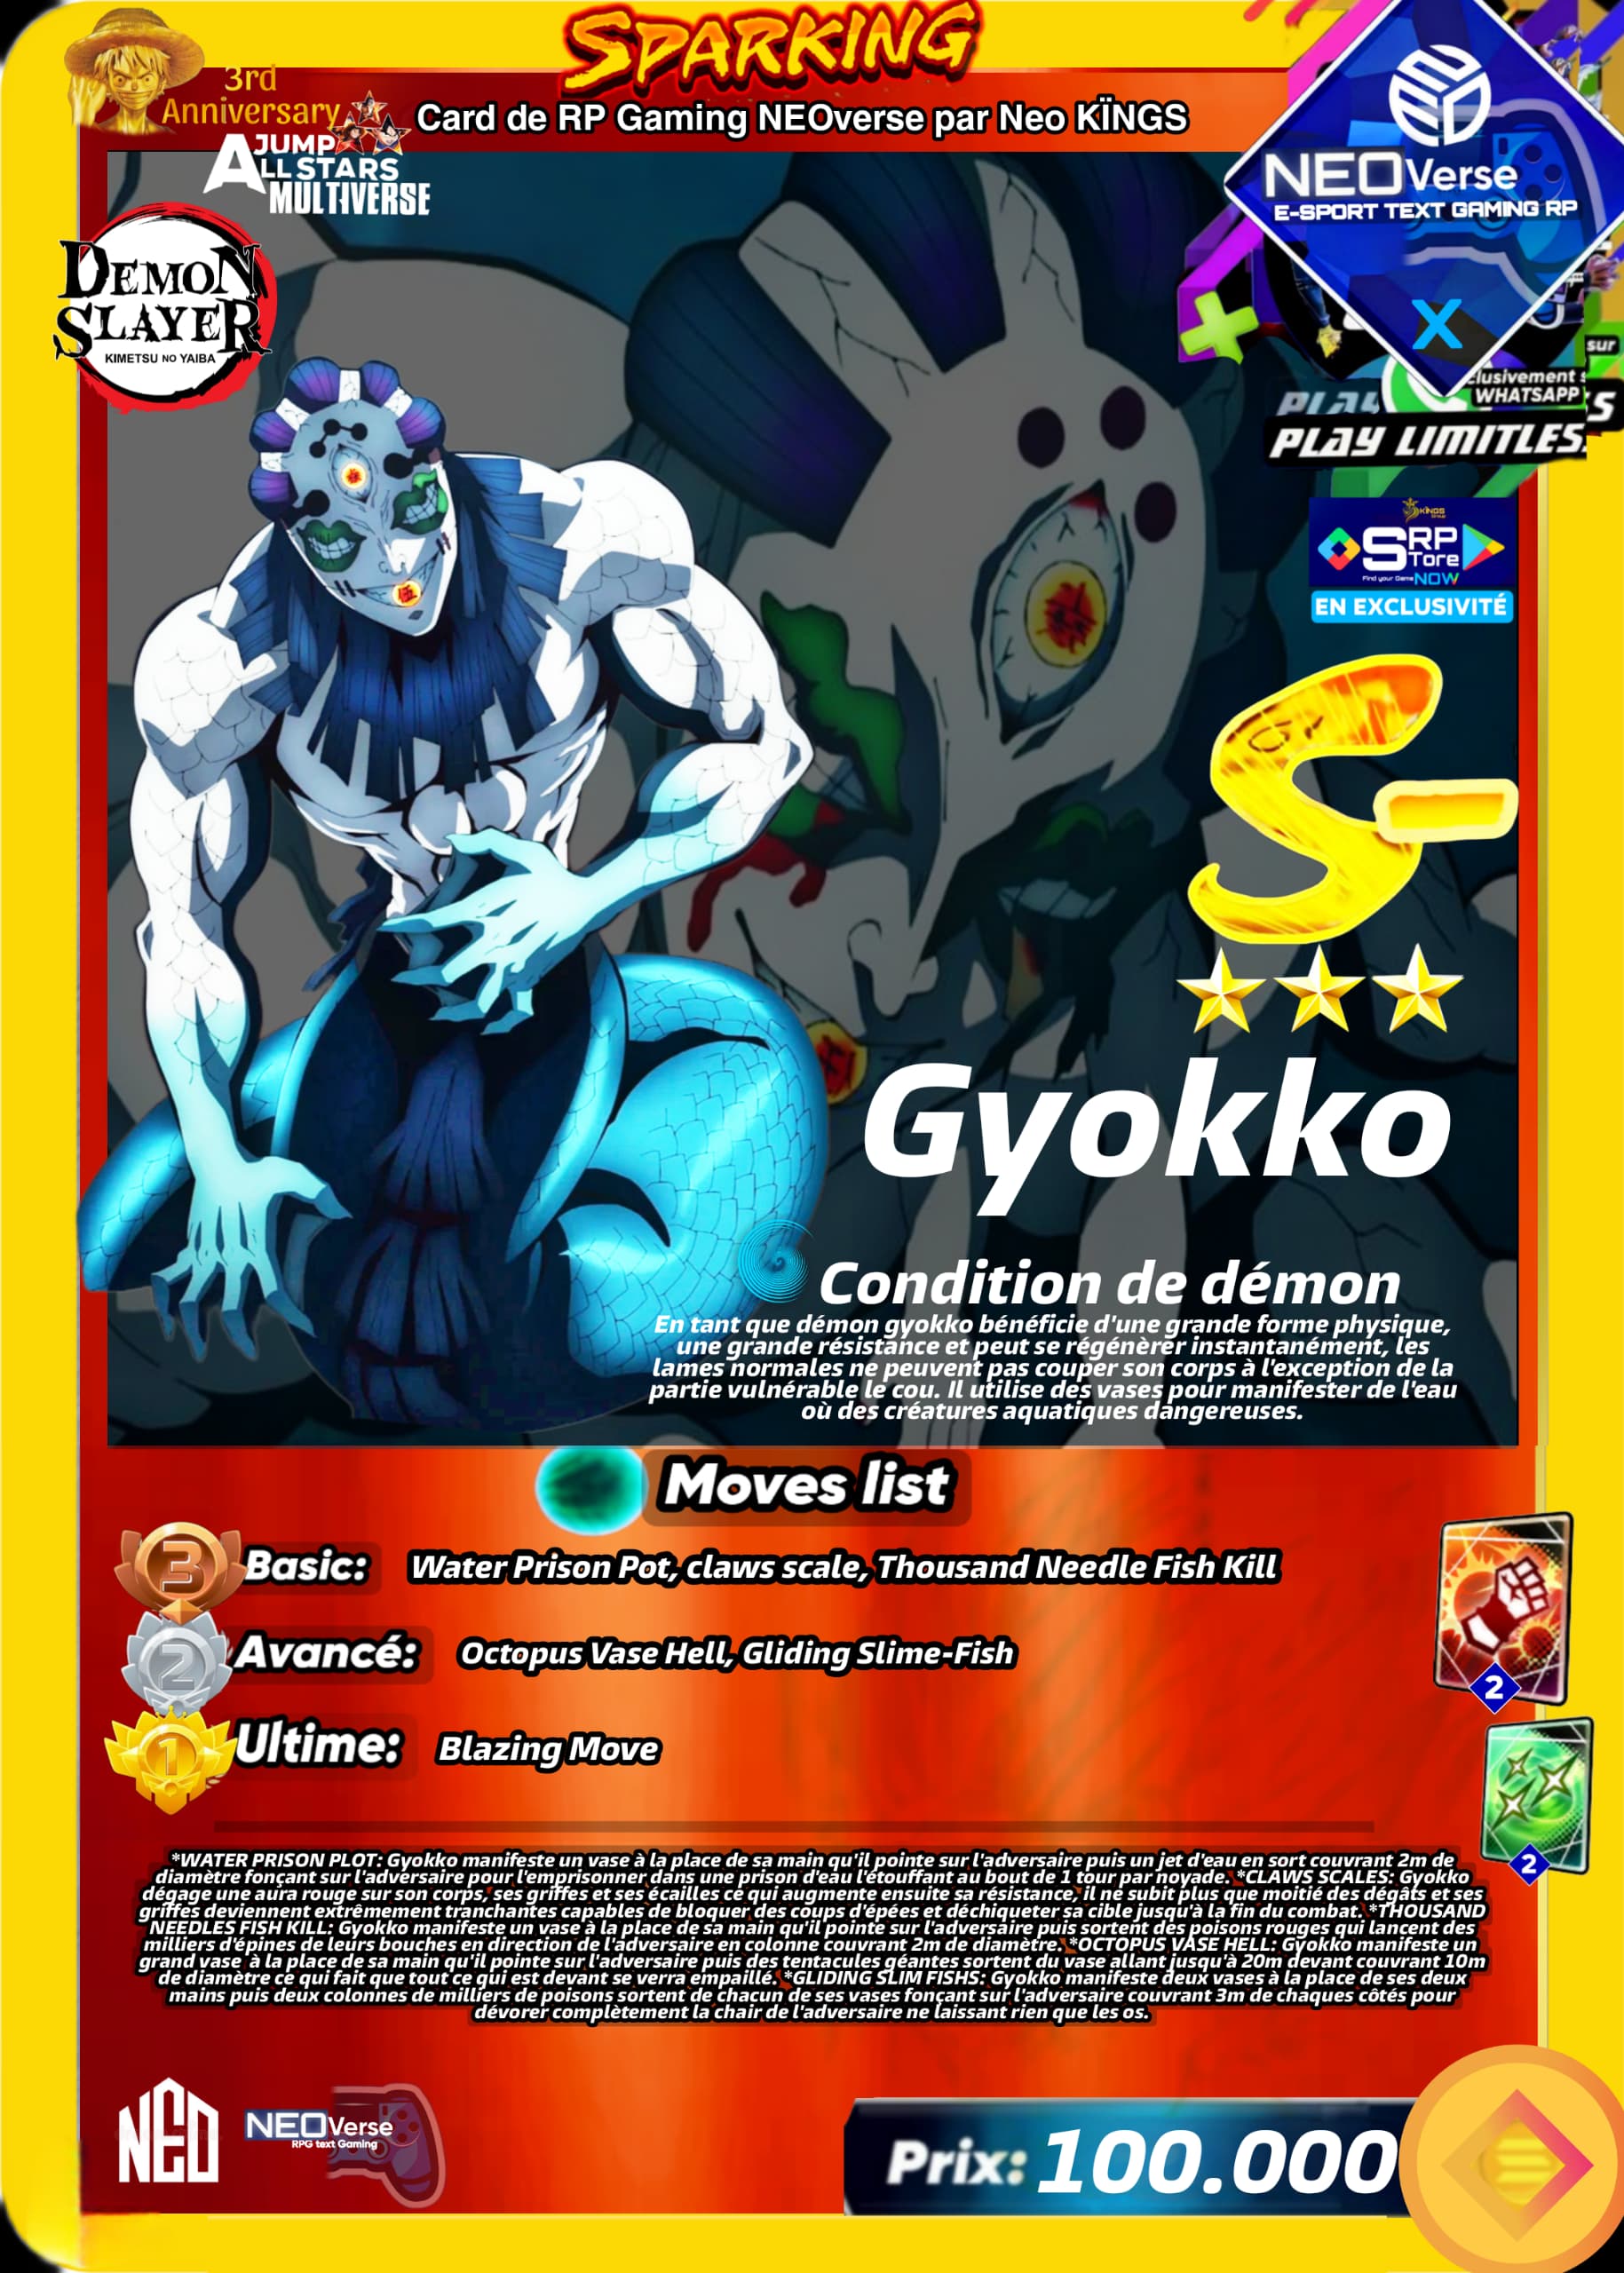 SPARKING
3rd
Anniversary
Card de RP Gaming NEOverse par Neo KÏNGS
JUMP
ALL STARS
MULTIVERSE
NEOVerse
E-SPORT TEXT GAMING RP
X
DEMON
SLAYER
KIMETSU NO YAIBA
sur
clusivement s
WHATSAPP
PLAY
S
PLAY LIMITLES
KÏNGS
SRP
Tore
Find your Game NOW
EN EXCLUSIVITÉ
S-
Gyokko
Condition de démon
En tant que démon gyokko bénéficie d'une grande forme physique,
une grande résistance et peut se régénèrer instantanément, les
lames normales ne peuvent pas couper son corps à l'exception de la
partie vulnérable le cou. Il utilise des vases pour manifester de l'eau
où des créatures aquatiques dangereuses.
Moves list
3 Basic: Water Prison Pot, claws scale, Thousand Needle Fish Kill
2 Avancé: Octopus Vase Hell, Gliding Slime-Fish
2
1 Ultime: Blazing Move
2
*WATER PRISON PLOT: Gyokko manifeste un vase à la place de sa main qu'il pointe sur l'adversaire puis un jet d'eau en sort couvrant 2m de
diamètre fonçant sur l'adversaire pour l'emprisonner dans une prison d'eau l'étouffant au bout de 1 tour par noyade. *CLAWS SCALES: Gyokko
dégage une aura rouge sur son corps, ses griffes et ses écailles ce qui augmente ensuite sa résistance, il ne subit plus que moitié des dégâts et ses
griffes deviennent extrêmement tranchantes capables de bloquer des coups d'épées et déchiqueter sa cible jusqu'à la fin du combat. *THOUSAND
NEEDLES FISH KILL: Gyokko manifeste un vase à la place de sa main qu'il pointe sur l'adversaire puis sortent des poisons rouges qui lancent des
milliers d'épines de leurs bouches en direction de l'adversaire en colonne couvrant 2m de diamètre. *OCTOPUS VASE HELL: Gyokko manifeste un
grand vase à la place de sa main qu'il pointe sur l'adversaire puis des tentacules géantes sortent du vase allant jusqu'à 20m devant couvrant 10m
de diamètre ce qui fait que tout ce qui est devant se verra empaillé. *GLIDING SLIM FISHS: Gyokko manifeste deux vases à la place de ses deux
mains puis deux colonnes de milliers de poisons sortent de chacun de ses vases fonçant sur l'adversaire couvrant 3m de chaques côtés pour
dévorer complètement la chair de l'adversaire ne laissant rien que les os.
NEO
NEOVerse
RPG text Gaming
Prix: 100.000